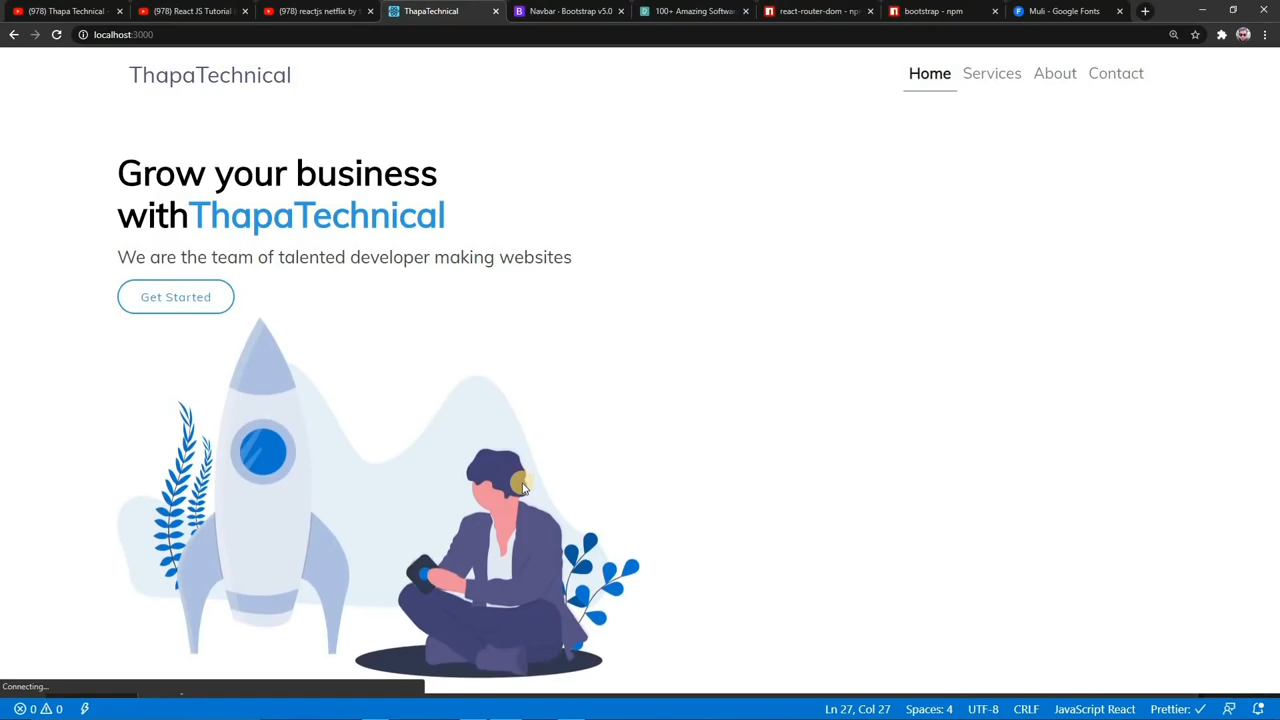 (978) Thapa Technical -
(978) React JS Tutorial
(978) reactjs netflix by
ThapaTechnical
Navbar · Bootstrap v5.0
100+ Amazing Software
react-router-dom - np
bootstrap - npm
Muli - Google Fonts
localhost:3000
ThapaTechnical
Home Services About Contact
Grow your business
withThapaTechnical
We are the team of talented developer making websites
Get Started
Connecting...
0 0 Ln 27, Col 27 Spaces: 4 UTF-8 CRLF JavaScript React Prettier: